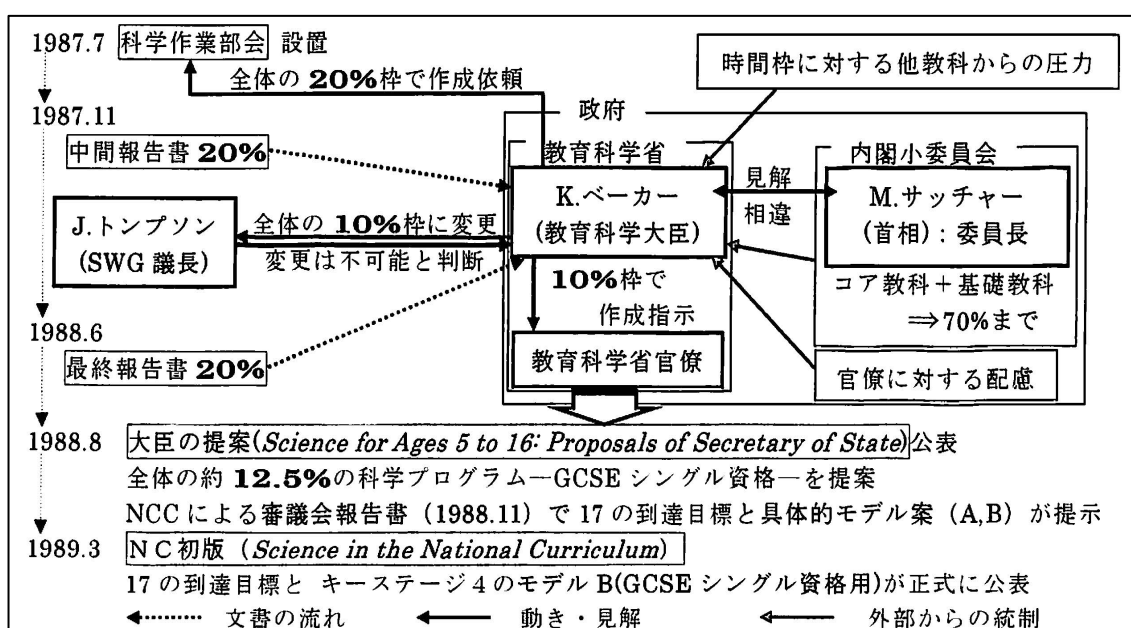 1987.7 科学作業部会 設置
全体の 20%枠で作成依頼
時間枠に対する他教科からの圧力
1987.11
政府
中間報告書 20%
教育科学省
内閣小委員会
K.ベーカー
(教育科学大臣)
見解
相違
M.サッチャー
(首相)：委員長
J.トンプソン
(SWG 議長)
全体の 10%枠に変更
変更は不可能と判断
10%枠で
作成指示
コア教科＋基礎教科
⇒70%まで
1988.6
最終報告書 20%
教育科学省官僚
官僚に対する配慮
1988.8 大臣の提案(Science for Ages 5 to 16: Proposals of Secretary of State)公表
全体の約 12.5%の科学プログラム―GCSE シングル資格―を提案
NCC による審議会報告書（1988.11）で 17 の到達目標と具体的モデル案（A,B）が提示
1989.3 NC初版（Science in the National Curriculum）
17 の到達目標と キーステージ 4 のモデル B(GCSE シングル資格用)が正式に公表
文書の流れ 動き・見解 外部からの統制